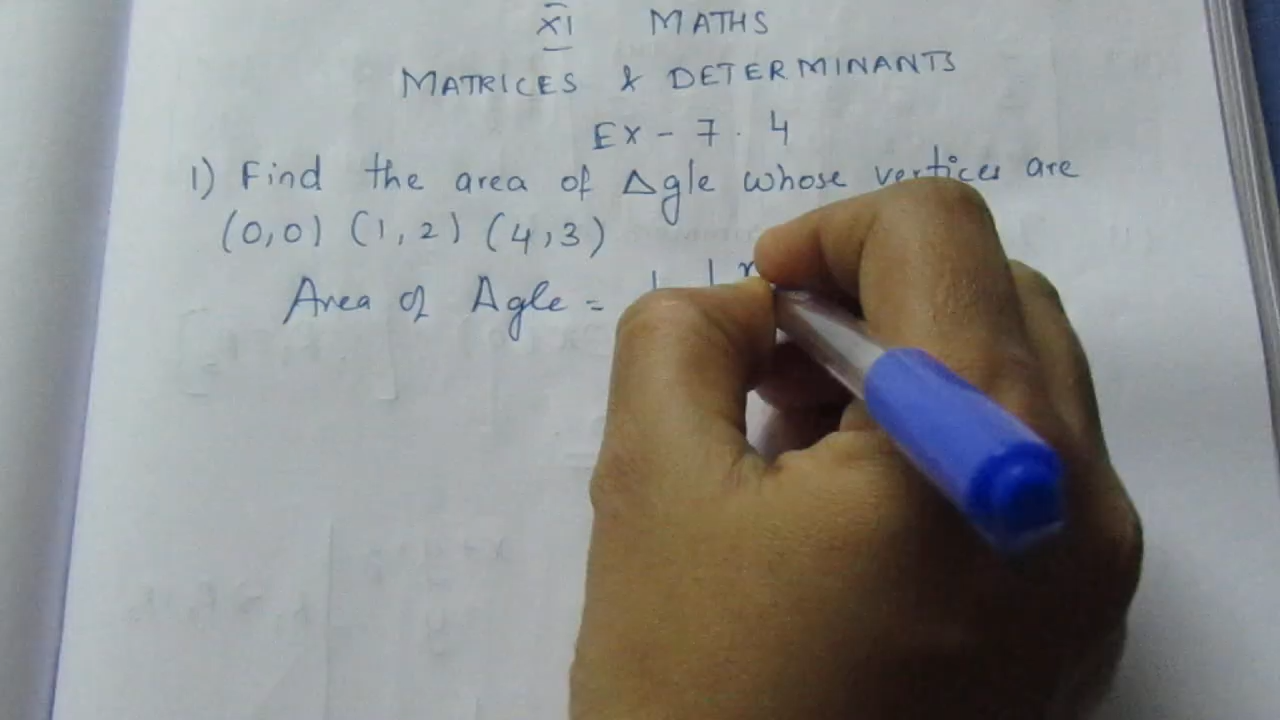 XI MATHS
MATRICES & DETERMINANTS
EX - 7.4
1) Find the area of Δgle whose vertices are
(0,0) (1,2) (4,3)
Area of Δgle =